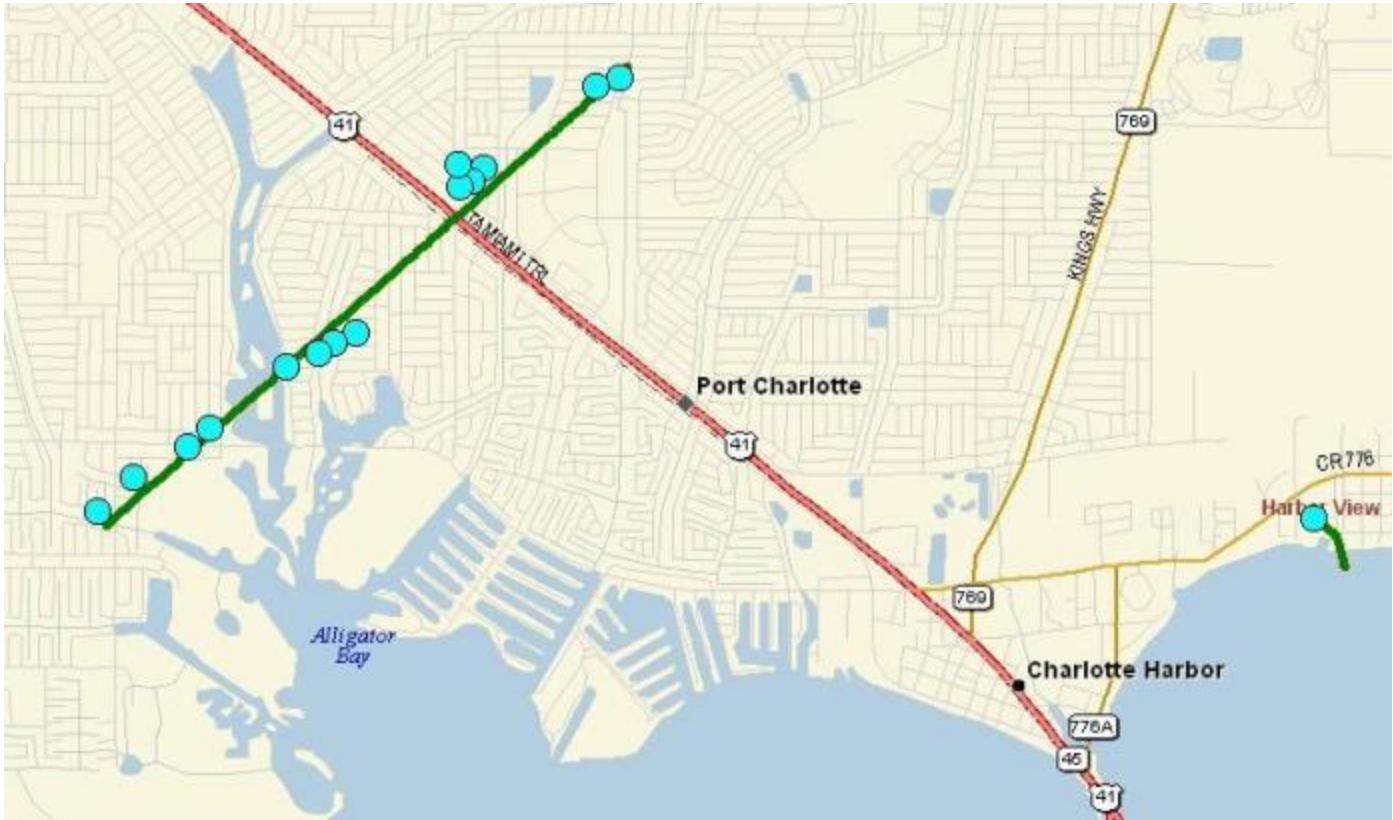 41
769
TAMIAMI TRL
KINGS HWY
Port Charlotte
41
CR776
Harbor View
769
Alligator
Bay
Charlotte Harbor
776A
45
41